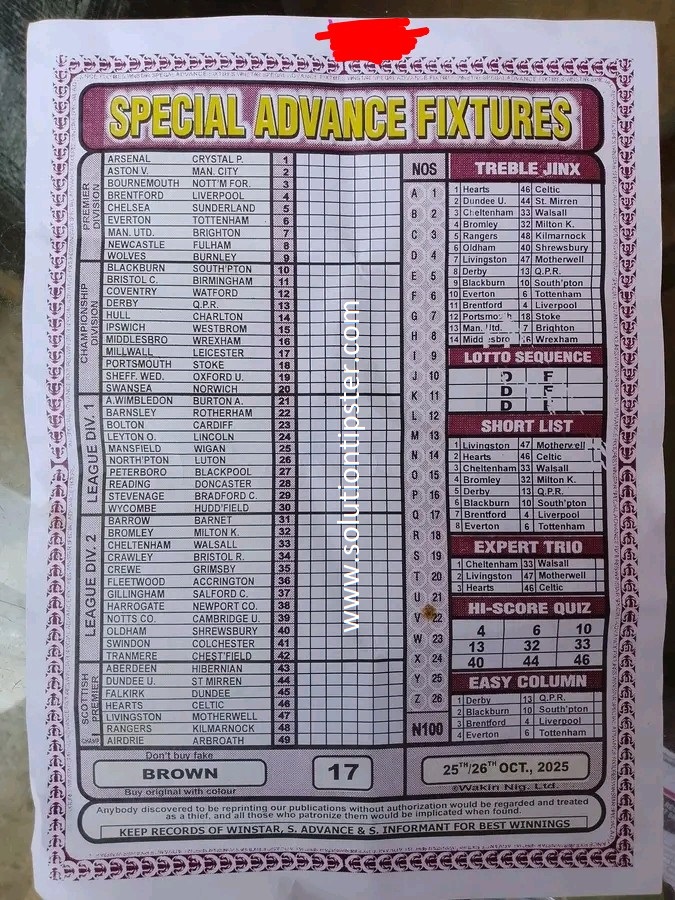 SPECIAL ADVANCE FIXTURES
PREMIER DIVISION
ARSENAL CRYSTAL P. 1
ASTON V. MAN. CITY 2
BOURNEMOUTH NOTT'M FOR. 3
BRENTFORD LIVERPOOL 4
CHELSEA SUNDERLAND 5
EVERTON TOTTENHAM 6
MAN. UTD. BRIGHTON 7
NEWCASTLE FULHAM 8
WOLVES BURNLEY 9
CHAMPIONSHIP DIVISION
BLACKBURN SOUTH'PTON 10
BRISTOL C. BIRMINGHAM 11
COVENTRY WATFORD 12
DERBY Q.P.R. 13
HULL CHARLTON 14
IPSWICH WESTBROM 15
MIDDLESBRO WREXHAM 16
MILLWALL LEICESTER 17
PORTSMOUTH STOKE 18
SHEFF. WED. OXFORD U. 19
SWANSEA NORWICH 20
LEAGUE DIV. 1
A.WIMBLEDON BURTON A. 21
BARNSLEY ROTHERHAM 22
BOLTON CARDIFF 23
LEYTON O. LINCOLN 24
MANSFIELD WIGAN 25
NORTH'PTON LUTON 26
PETERBORO BLACKPOOL 27
READING DONCASTER 28
STEVENAGE BRADFORD C. 29
WYCOMBE HUDD'FIELD 30
LEAGUE DIV. 2
BARROW BARNET 31
BROMLEY MILTON K. 32
CHELTENHAM WALSALL 33
CRAWLEY BRISTOL R. 34
CREWE GRIMSBY 35
FLEETWOOD ACCRINGTON 36
GILLINGHAM SALFORD C. 37
HARROGATE NEWPORT CO. 38
NOTTS CO. CAMBRIDGE U. 39
OLDHAM SHREWSBURY 40
SWINDON COLCHESTER 41
TRANMERE CHEST'FIELD 42
SCOTTISH PREMIER
ABERDEEN HIBERNIAN 43
DUNDEE U. ST MIRREN 44
FALKIRK DUNDEE 45
HEARTS CELTIC 46
LIVINGSTON MOTHERWELL 47
RANGERS KILMARNOCK 48
CHAMP
AIRDRIE ARBROATH 49
www.solutiontipster.com
NOS
A 1
B 2
C 3
D 4
E 5
F 6
G 7
H 8
I 9
J 10
K 11
L 12
M 13
N 14
O 15
P 16
Q 17
R 18
S 19
T 20
U 21
V 22
W 23
X 24
Y 25
Z 26
N100
TREBLE JINX
1 Hearts 46 Celtic
2 Dundee U. 44 St. Mirren
3 Cheltenham 33 Walsall
4 Bromley 32 Milton K.
5 Rangers 48 Kilmarnock
6 Oldham 40 Shrewsbury
7 Livingston 47 Motherwell
8 Derby 13 Q.P.R.
9 Blackburn 10 South'pton
10 Everton 6 Tottenham
11 Brentford 4 Liverpool
12 18 Stoke
13 Man. Utd. 7 Brighton
14 Wrexham
LOTTO SEQUENCE
D F
D F
D
SHORT LIST
1 Livingston 47 Motherwell
2 Hearts 46 Celtic
3 Cheltenham 33 Walsall
4 Bromley 32 Milton K.
5 Derby 13 Q.P.R.
6 Blackburn 10 South'pton
7 Brentford 4 Liverpool
8 Everton 6 Tottenham
EXPERT TRIO
1 Cheltenham 33 Walsall
2 Livingston 47 Motherwell
3 Hearts 46 Celtic
HI-SCORE QUIZ
4 6 10
13 32 33
40 44 46
EASY COLUMN
1 Derby 13 Q.P.R.
2 Blackburn 10 South'pton
3 Brentford 4 Liverpool
4 Everton 6 Tottenham
Don't buy fake
BROWN
Buy original with colour
17
25TH/26TH OCT., 2025
©Wakin Nig. Ltd.
Anybody discovered to be reprinting our publications without authorization would be regarded and treated
as a thief, and all those who patronize them would be implicated when found.
KEEP RECORDS OF WINSTAR, S. ADVANCE & S. INFORMANT FOR BEST WINNINGS